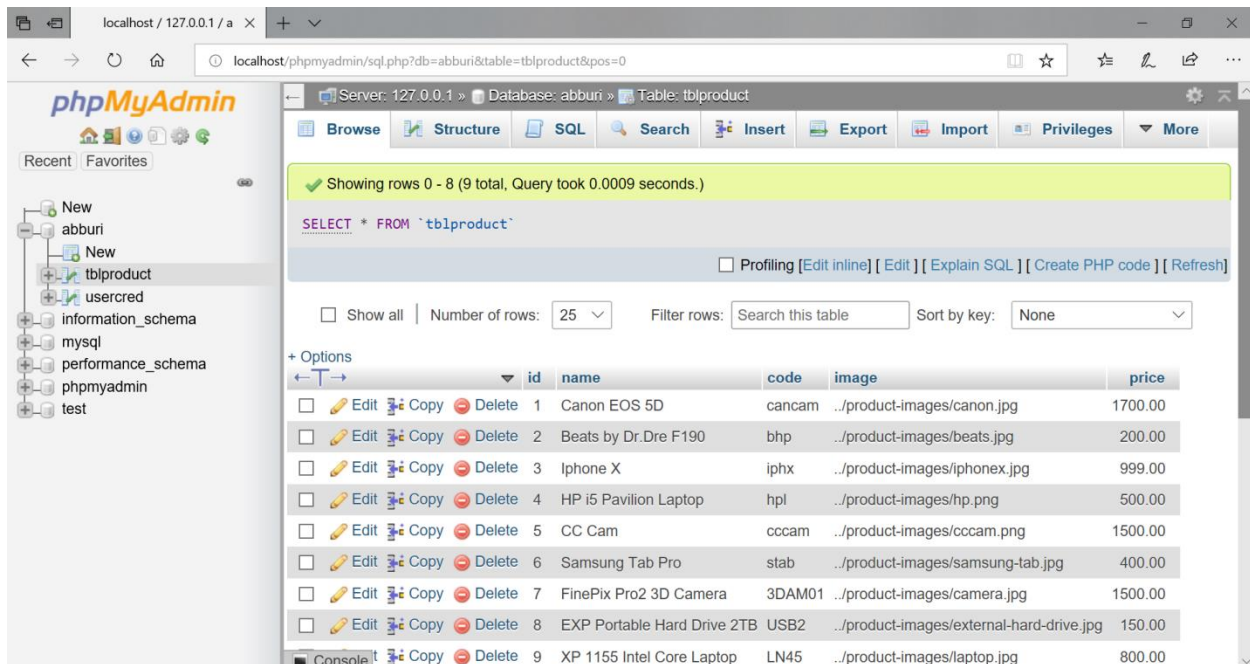 localhost / 127.0.0.1 / a
localhost/phpmyadmin/sql.php?db=abburi&table=tblproduct&pos=0
phpMyAdmin
Recent Favorites
New
abburi
New
tblproduct
usercred
information_schema
mysql
performance_schema
phpmyadmin
test
Server: 127.0.0.1 » Database: abburi » Table: tblproduct
Browse Structure SQL Search Insert Export Import Privileges More
Showing rows 0 - 8 (9 total, Query took 0.0009 seconds.)
SELECT * FROM `tblproduct`
Profiling [Edit inline] [ Edit ] [ Explain SQL ] [ Create PHP code ] [ Refresh]
Show all | Number of rows: 25 Filter rows: Search this table Sort by key: None
+ Options
←T→ id name code image price
Edit Copy Delete 1 Canon EOS 5D cancam ../product-images/canon.jpg 1700.00
Edit Copy Delete 2 Beats by Dr.Dre F190 bhp ../product-images/beats.jpg 200.00
Edit Copy Delete 3 Iphone X iphx ../product-images/iphonex.jpg 999.00
Edit Copy Delete 4 HP i5 Pavilion Laptop hpl ../product-images/hp.png 500.00
Edit Copy Delete 5 CC Cam cccam ../product-images/cccam.png 1500.00
Edit Copy Delete 6 Samsung Tab Pro stab ../product-images/samsung-tab.jpg 400.00
Edit Copy Delete 7 FinePix Pro2 3D Camera 3DAM01 ../product-images/camera.jpg 1500.00
Edit Copy Delete 8 EXP Portable Hard Drive 2TB USB2 ../product-images/external-hard-drive.jpg 150.00
Console t Copy Delete 9 XP 1155 Intel Core Laptop LN45 ../product-images/laptop.jpg 800.00